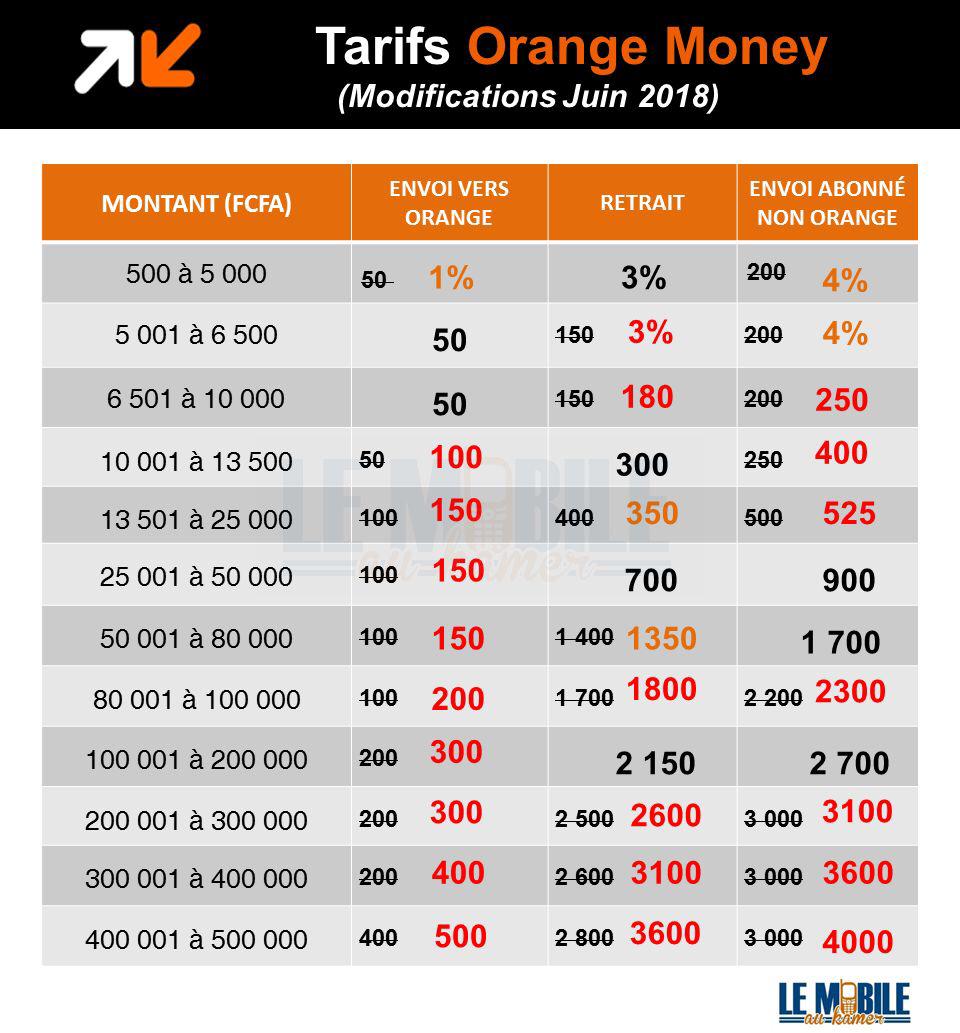 Tarifs Orange Money
(Modifications Juin 2018)
MONTANT (FCFA) ENVOI VERS ORANGE RETRAIT ENVOI ABONNÉ NON ORANGE
500 à 5 000 50 1% 3% 200 4%
5 001 à 6 500 50 150 3% 200 4%
6 501 à 10 000 50 150 180 200 250
10 001 à 13 500 50 100 300 250 400
13 501 à 25 000 100 150 400 350 500 525
25 001 à 50 000 100 150 700 900
50 001 à 80 000 100 150 1 400 1350 1 700
80 001 à 100 000 100 200 1 700 1800 2 200 2300
100 001 à 200 000 200 300 2 150 2 700
200 001 à 300 000 200 300 2 500 2600 3 000 3100
300 001 à 400 000 200 400 2 600 3100 3 000 3600
400 001 à 500 000 400 500 2 800 3600 3 000 4000
LE MOBILE
au kamer
LE MOBILE
au kamer